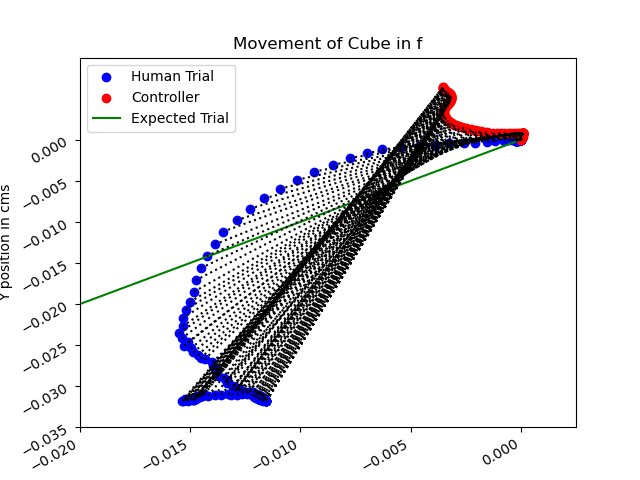 Movement of Cube in f
Human Trial
Controller
Expected Trial
Y position in cms
0.000
−0.005
−0.010
−0.015
−0.020
−0.025
−0.030
−0.035
−0.020
−0.015
−0.010
−0.005
0.000